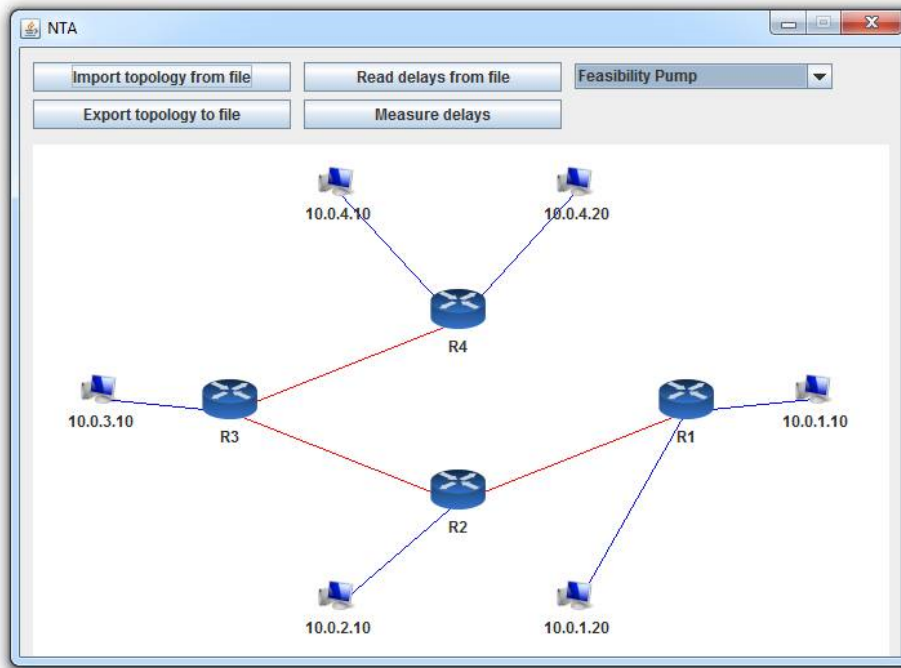 NTA
Import topology from file
Read delays from file
Feasibility Pump
Export topology to file
Measure delays
10.0.4.10
10.0.4.20
R4
10.0.3.10
R3
R1
10.0.1.10
R2
10.0.2.10
10.0.1.20